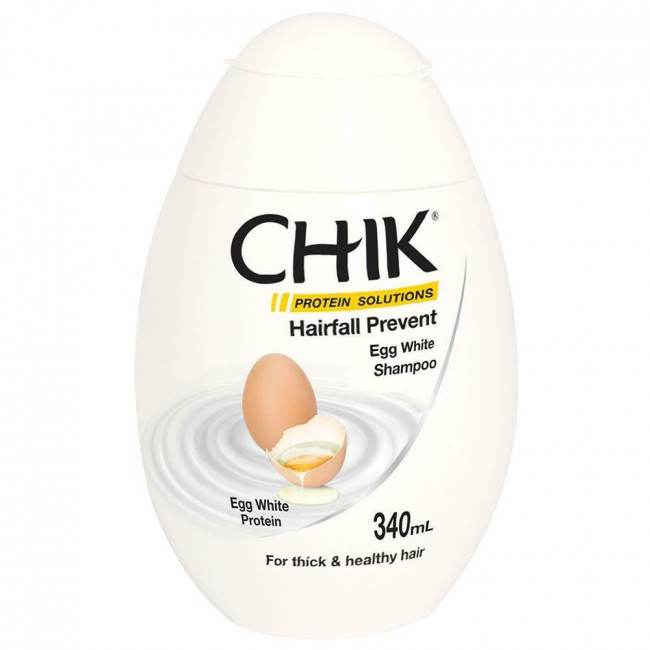 CHIK®
PROTEIN SOLUTIONS
Hairfall Prevent
Egg White
Shampoo
Egg White
Protein
340mL
For thick & healthy hair